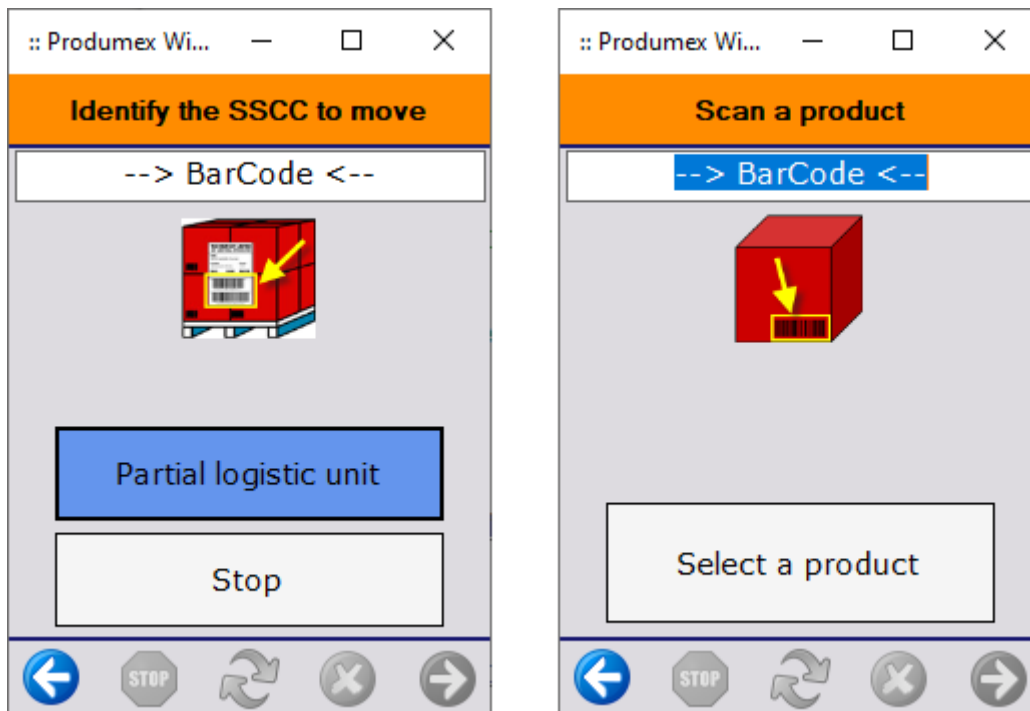 :: Produmex Wi...
Identify the SSCC to move
--> BarCode <--
Partial logistic unit
Stop
STOP
:: Produmex Wi...
Scan a product
--> BarCode <--
Select a product
STOP